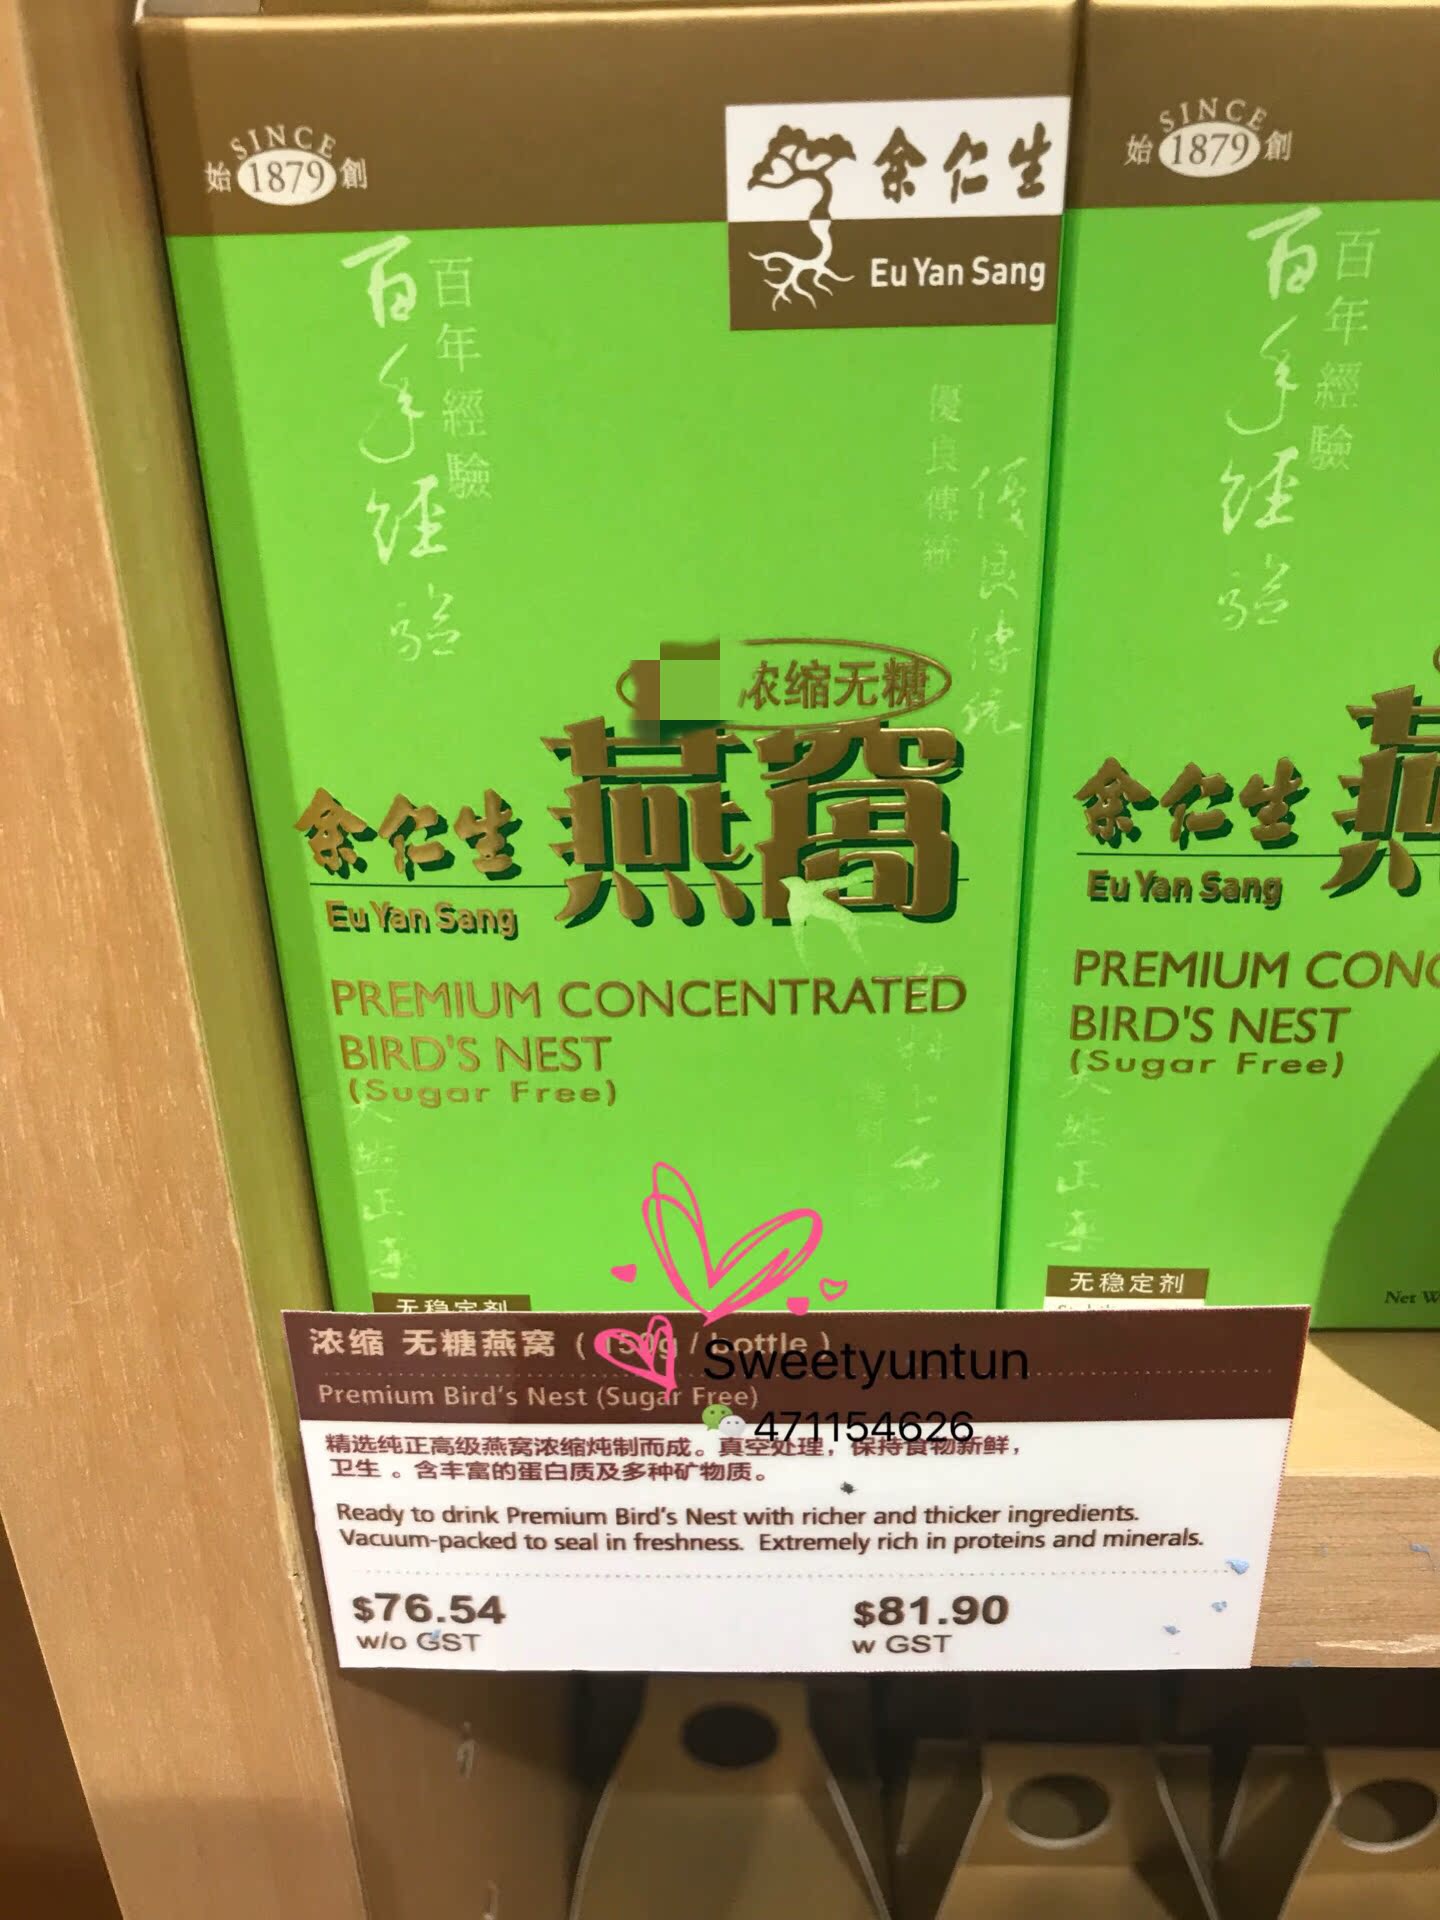 SINCE
始 1879 創
余仁生
Eu Yan Sang
百年經驗
百年經驗
優良傳統
優良傳統
浓缩无糖
燕窩
余仁生
Eu Yan Sang
PREMIUM CONCENTRATED
BIRD'S NEST
(Sugar Free)
无稳定剂
SINCE
始 1879 創
百年經驗
百年經驗
余仁生
Eu Yan Sang
PREMIUM CONC
BIRD'S NEST
(Sugar Free)
天然正藥
无稳定剂
Net W
浓缩 无糖燕窝 ( 150g / bottle )
Premium Bird's Nest (Sugar Free)
Sweetyuntun
471154626
精选纯正高级燕窝浓缩炖制而成。真空处理，保持食物新鲜，
卫生 。含丰富的蛋白质及多种矿物质。
Ready to drink Premium Bird's Nest with richer and thicker ingredients.
Vacuum-packed to seal in freshness. Extremely rich in proteins and minerals.
$76.54
w/o GST
$81.90
w GST